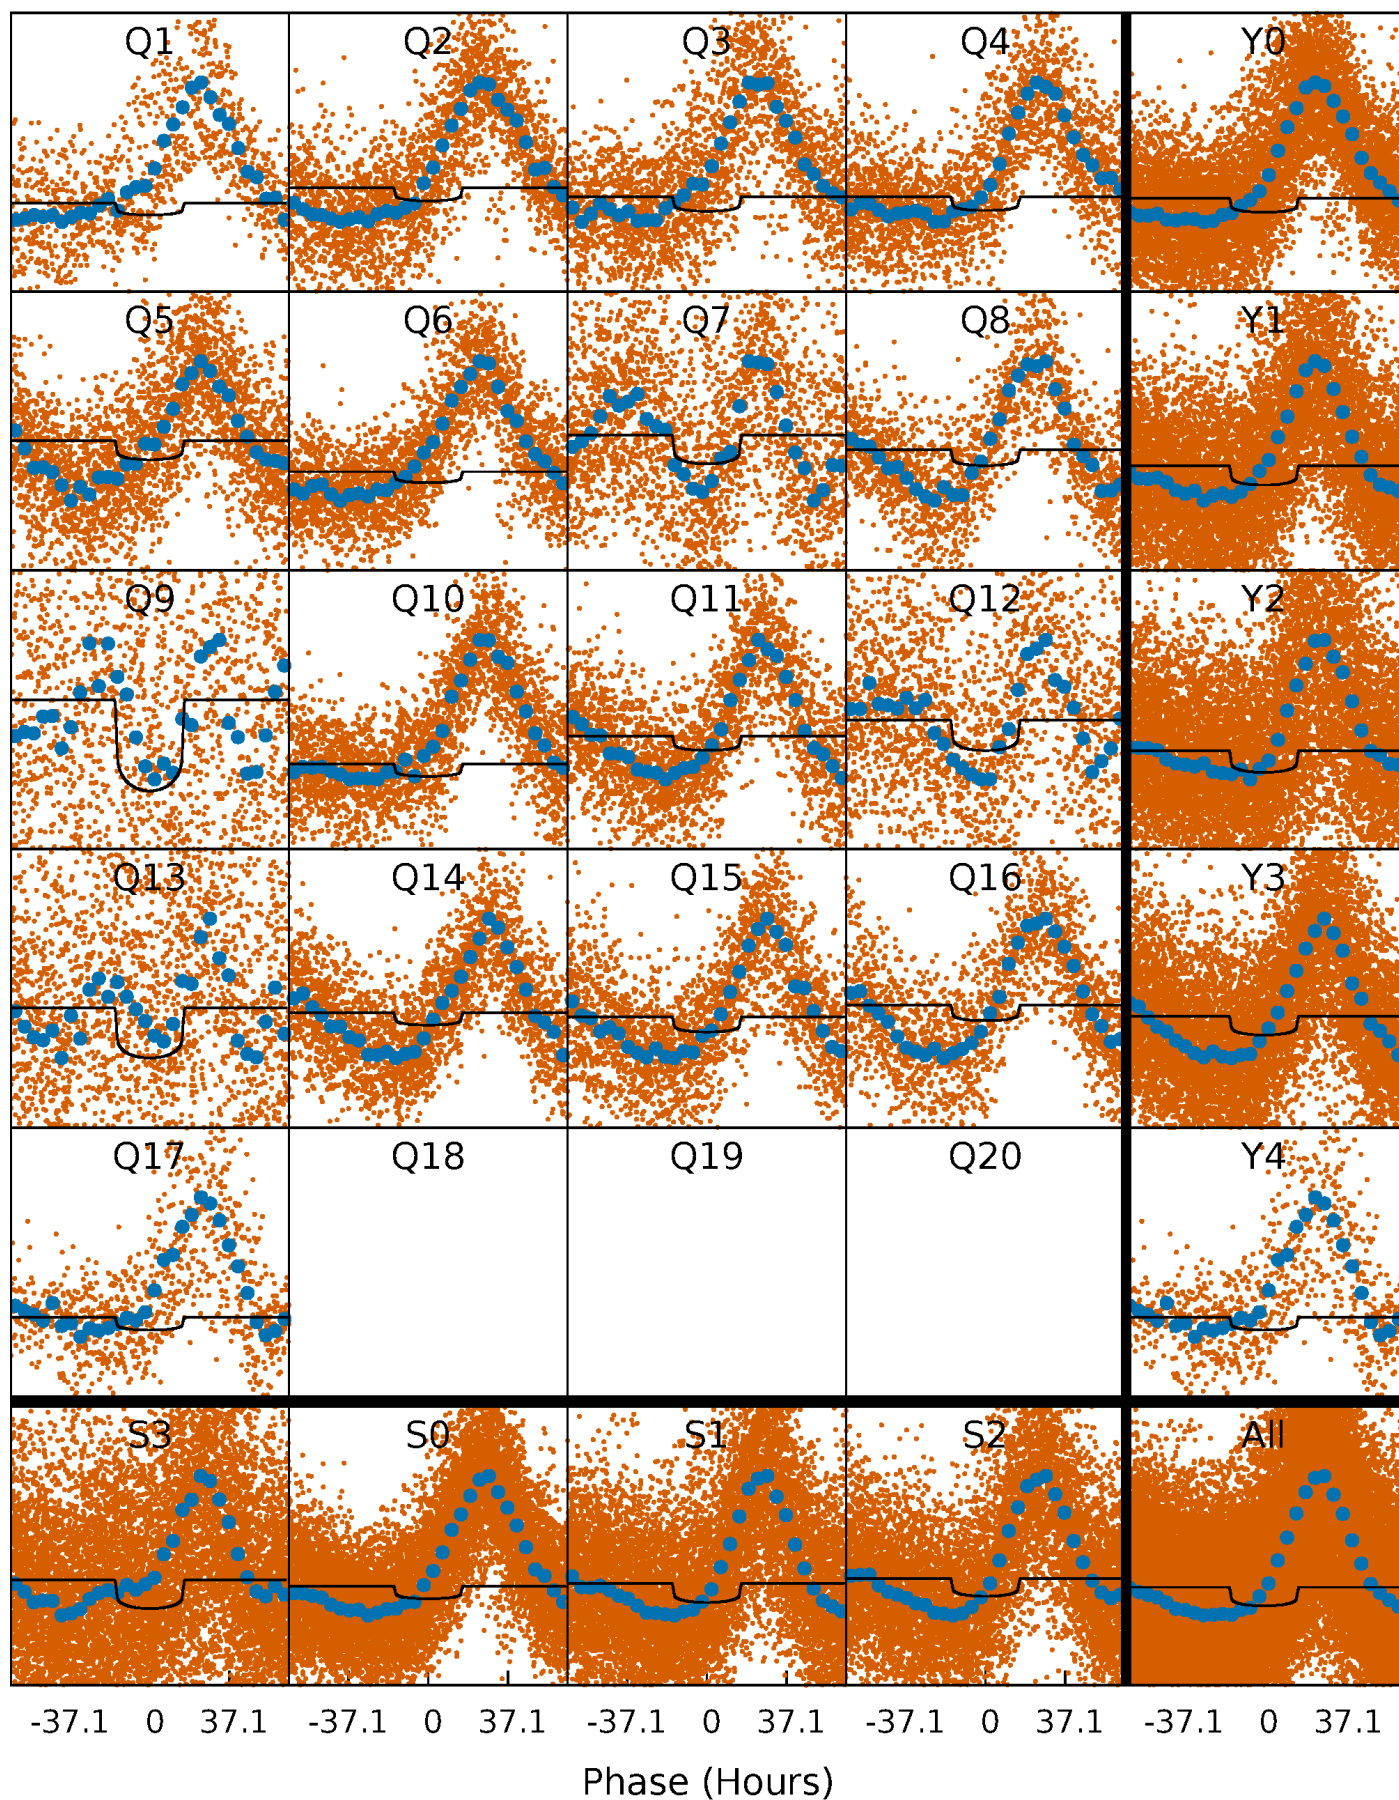 Q1 Q2 Q3 Q4 Y0
Q5 Q6 Q7 Q8 Y1
Q9 Q10 Q11 Q12 Y2
Q13 Q14 Q15 Q16 Y3
Q17 Q18 Q19 Q20 Y4
S3 S0 S1 S2 All
-37.1 0 37.1 -37.1 0 37.1 -37.1 0 37.1 -37.1 0 37.1 -37.1 0 37.1
Phase (Hours)